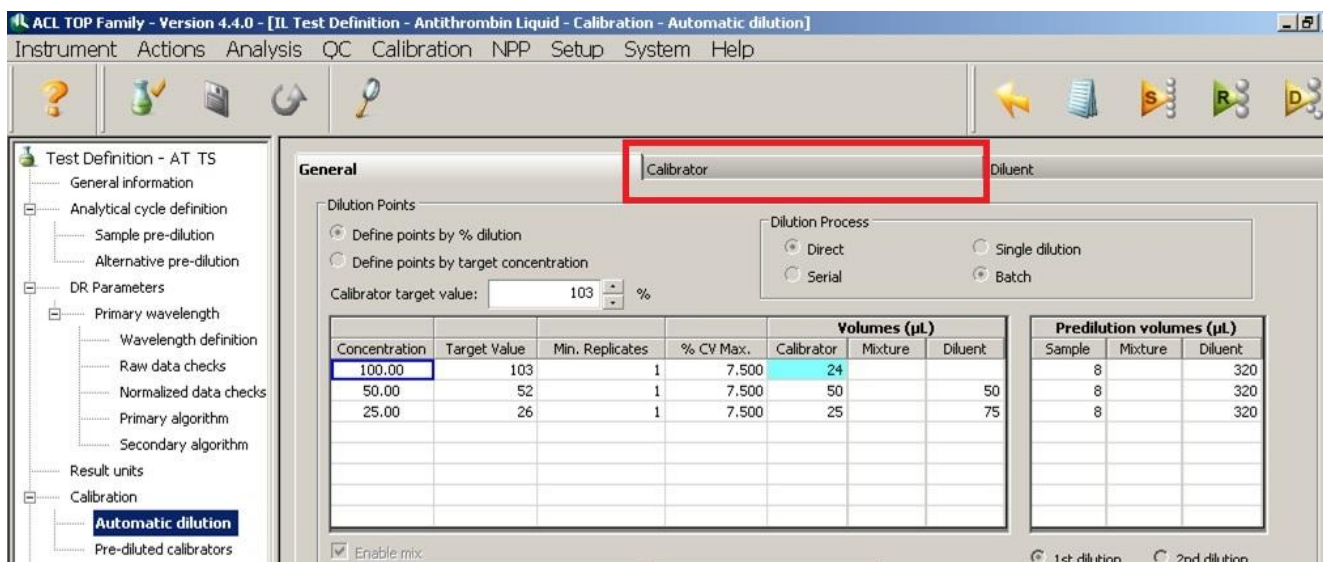 ACL TOP Family - Version 4.4.0 - [IL Test Definition - Antithrombin Liquid - Calibration - Automatic dilution]
Instrument Actions Analysis QC Calibration NPP Setup System Help
S R D
Test Definition - AT TS
General information
Analytical cycle definition
Sample pre-dilution
Alternative pre-dilution
DR Parameters
Primary wavelength
Wavelength definition
Raw data checks
Normalized data checks
Primary algorithm
Secondary algorithm
Result units
Calibration
Automatic dilution
Pre-diluted calibrators
General Calibrator Diluent
Dilution Points
Define points by % dilution
Define points by target concentration
Calibrator target value: 103 %
Dilution Process
Direct Single dilution
Serial Batch
Volumes (µL)
Concentration Target Value Min. Replicates % CV Max. Calibrator Mixture Diluent
100.00 103 1 7.500 24
50.00 52 1 7.500 50 50
25.00 26 1 7.500 25 75
Predilution volumes (µL)
Sample Mixture Diluent
8 320
8 320
8 320
Enable mix
1st dilution 2nd dilution